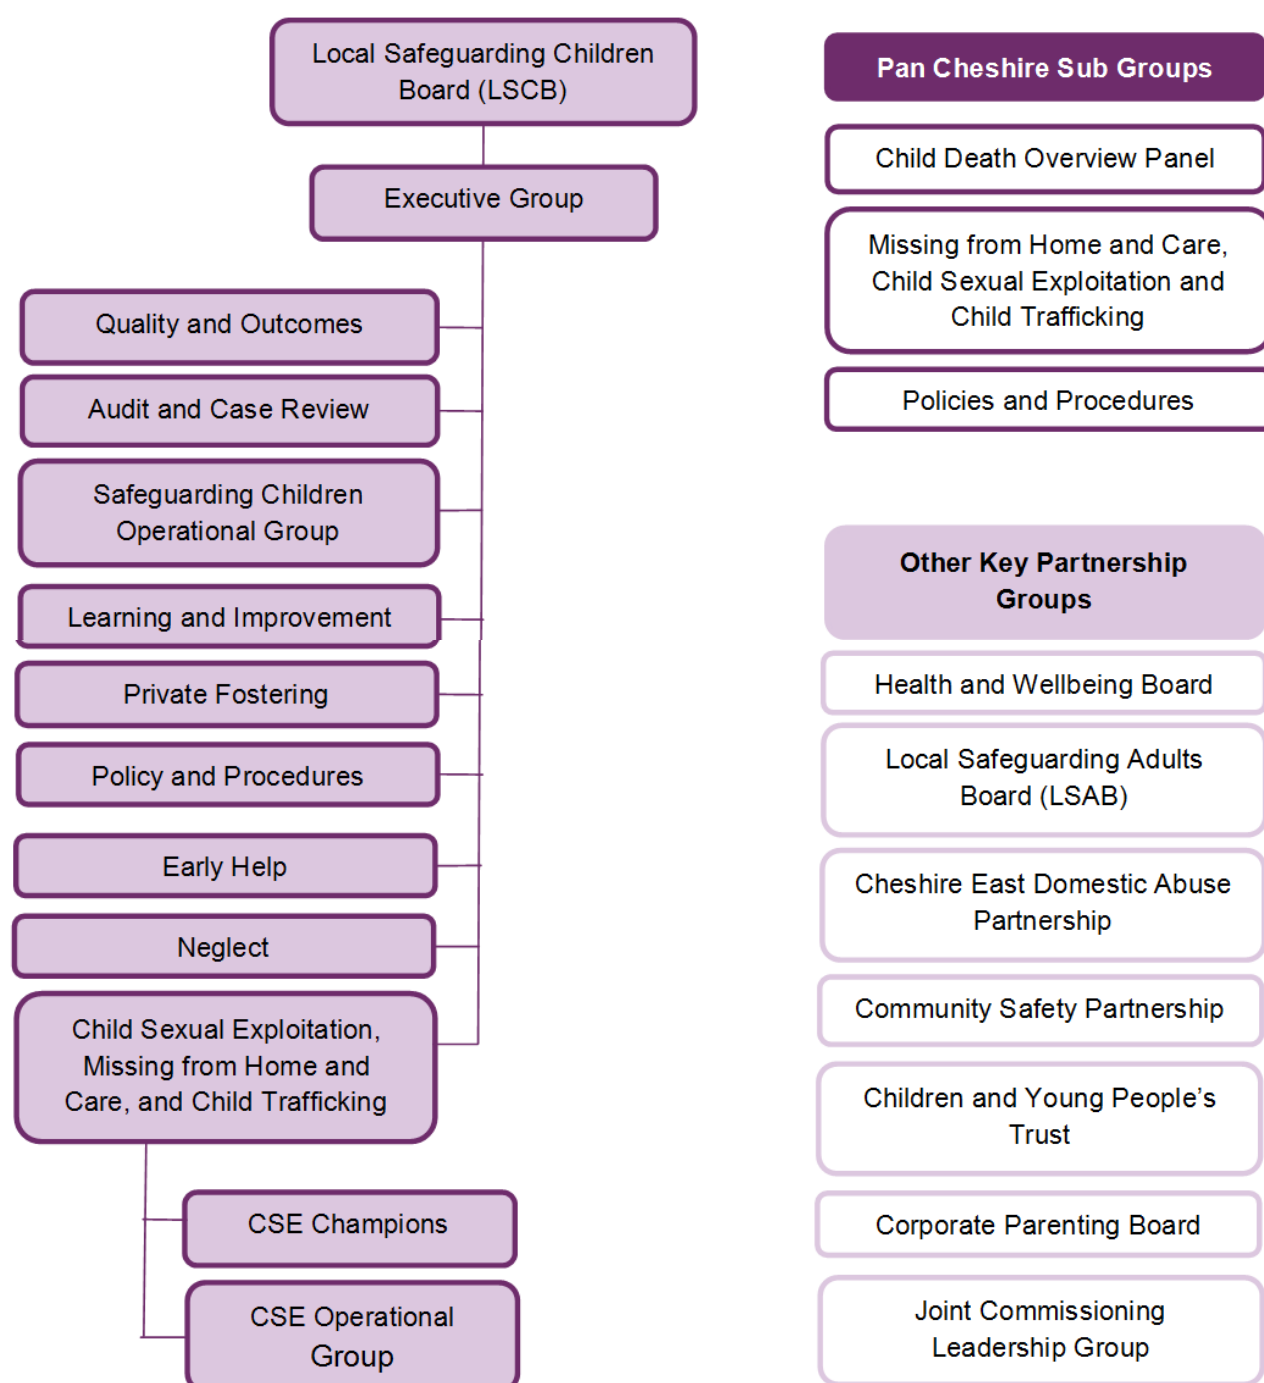 Local Safeguarding Children
Board (LSCB)
Executive Group
Quality and Outcomes
Audit and Case Review
Safeguarding Children
Operational Group
Learning and Improvement
Private Fostering
Policy and Procedures
Early Help
Neglect
Child Sexual Exploitation,
Missing from Home and
Care, and Child Trafficking
CSE Champions
CSE Operational
Group
Pan Cheshire Sub Groups
Child Death Overview Panel
Missing from Home and Care,
Child Sexual Exploitation and
Child Trafficking
Policies and Procedures
Other Key Partnership
Groups
Health and Wellbeing Board
Local Safeguarding Adults
Board (LSAB)
Cheshire East Domestic Abuse
Partnership
Community Safety Partnership
Children and Young People’s
Trust
Corporate Parenting Board
Joint Commissioning
Leadership Group